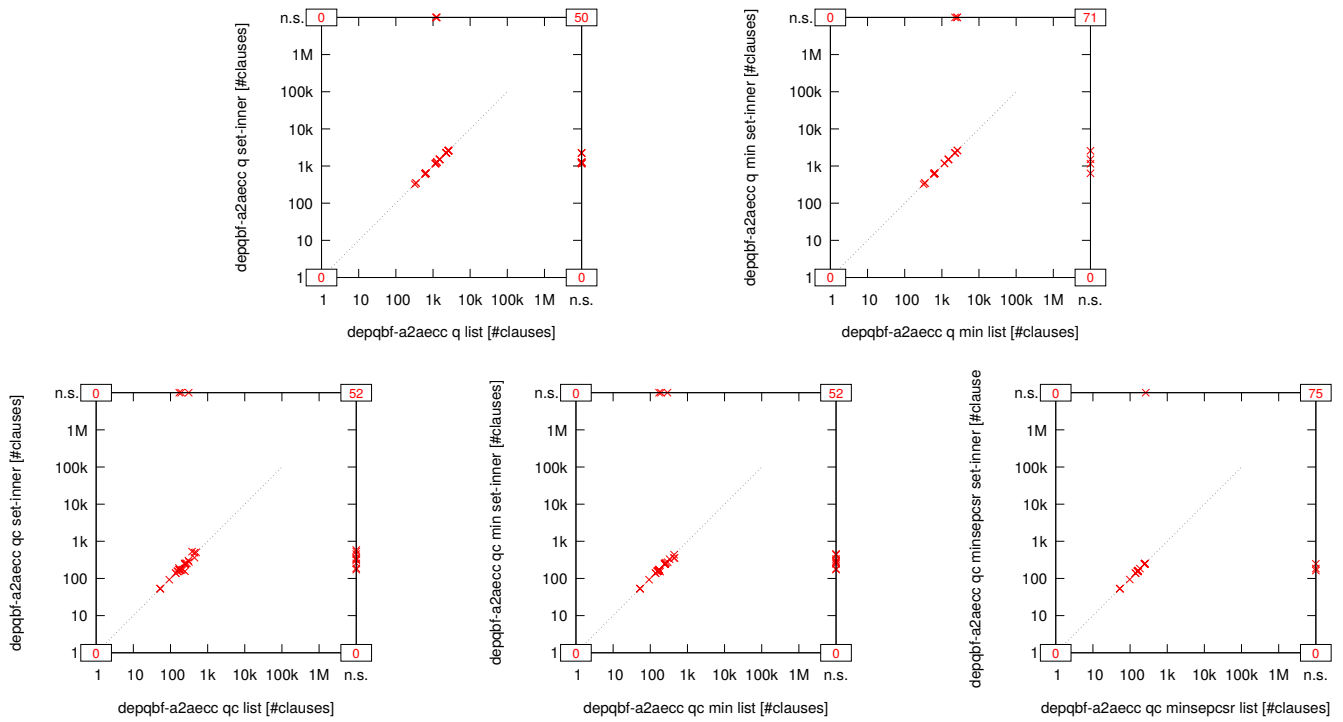 n.s. 0 50
1M
100k
10k
1k
100
10
1 0 0
1 10 100 1k 10k 100k 1M n.s.
depqbf-a2aecc q set-inner [#clauses]
depqbf-a2aecc q list [#clauses]
n.s. 0 71
1M
100k
10k
1k
100
10
1 0 0
1 10 100 1k 10k 100k 1M n.s.
depqbf-a2aecc q min set-inner [#clauses]
depqbf-a2aecc q min list [#clauses]
n.s. 0 52
1M
100k
10k
1k
100
10
1 0 0
1 10 100 1k 10k 100k 1M n.s.
depqbf-a2aecc qc set-inner [#clauses]
depqbf-a2aecc qc list [#clauses]
n.s. 0 52
1M
100k
10k
1k
100
10
1 0 0
1 10 100 1k 10k 100k 1M n.s.
depqbf-a2aecc qc min set-inner [#clauses]
depqbf-a2aecc qc min list [#clauses]
n.s. 0 75
1M
100k
10k
1k
100
10
1 0 0
1 10 100 1k 10k 100k 1M n.s.
depqbf-a2aecc qc minsepcsr set-inner [#clause
depqbf-a2aecc qc minsepcsr list [#clauses]